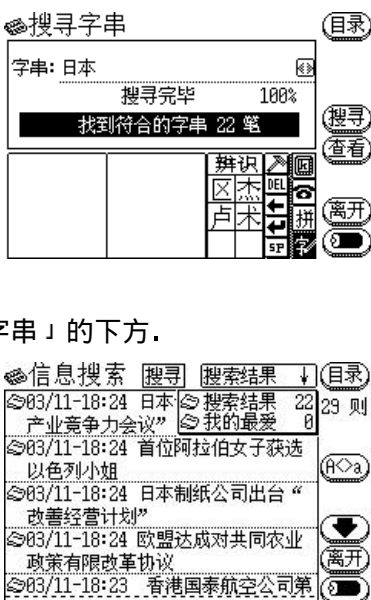 搜寻字串 目录
字串: 日本
搜寻完毕 100%
找到符合的字串 22 笔
搜寻
查看
辨识
区杰 DEL
卢术 拼
SP 字
离开
字串」的下方.
信息搜索 搜寻 搜索结果 ↓ 目录
03/11-18:24 日本 搜索结果 22 29 则
产业竞争力会议” 我的最爱 0
03/11-18:24 首位阿拉伯女子获选
以色列小姐
(A<>a)
03/11-18:24 日本制纸公司出台“
改善经营计划”
03/11-18:24 欧盟达成对共同农业
政策有限改革协议
离开
03/11-18:23 香港国泰航空公司第